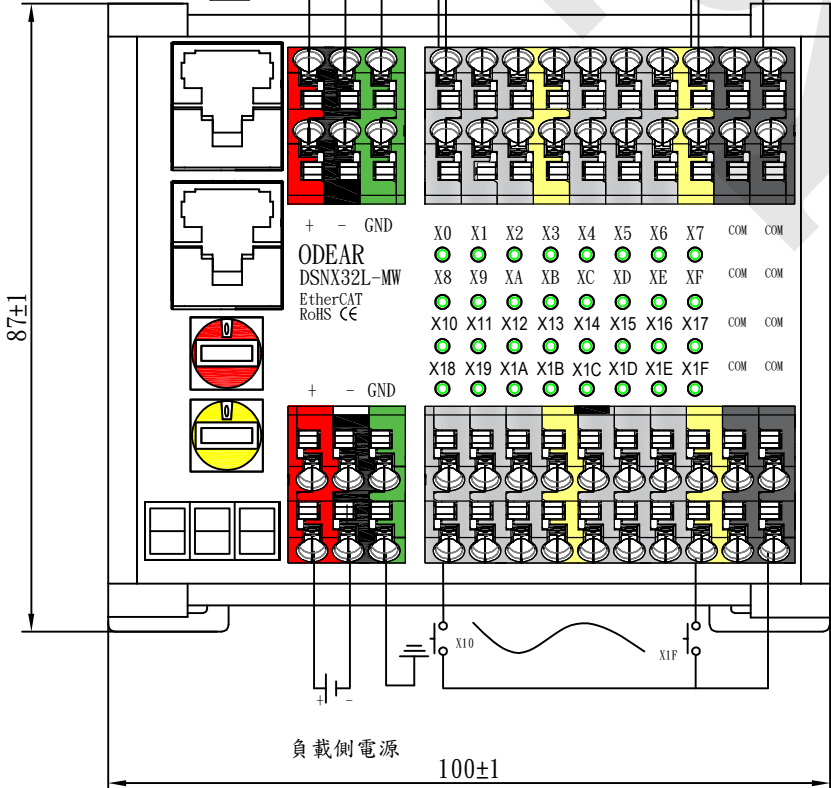 + - GND
ODEAR
DSNX32L-MW
EtherCAT
RoHS CE
X0 X1 X2 X3 X4 X5 X6 X7 COM COM
X8 X9 XA XB XC XD XE XF COM COM
X10 X11 X12 X13 X14 X15 X16 X17 COM COM
X18 X19 X1A X1B X1C X1D X1E X1F COM COM
0
+ - GND
0
87±1
X10
X1F
+ -
負載側電源
100±1